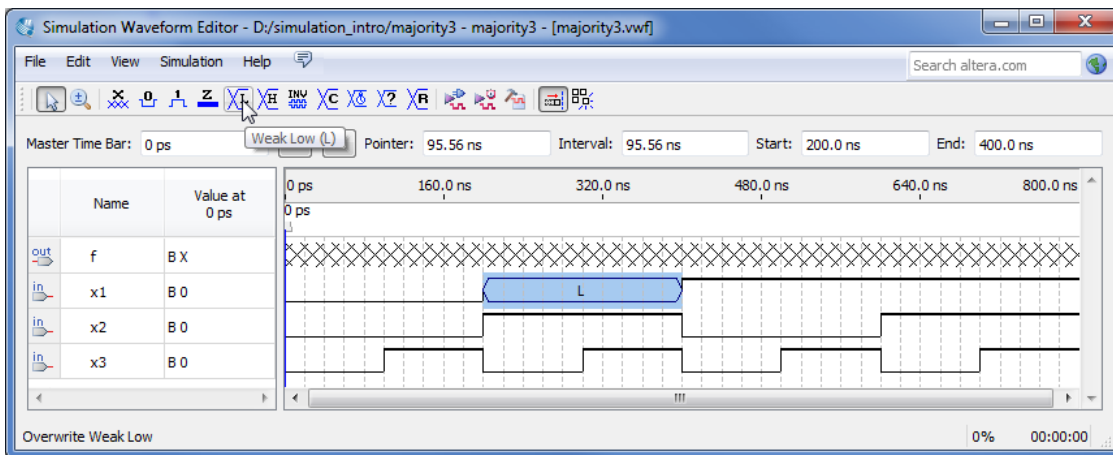 Simulation Waveform Editor - D:/simulation_intro/majority3 - majority3 - [majority3.vwf]
File Edit View Simulation Help Search altera.com
X 0 1 Z L H INV C 2 R
Weak Low (L)
Master Time Bar: 0 ps Pointer: 95.56 ns Interval: 95.56 ns Start: 200.0 ns End: 400.0 ns
Name Value at 0 ps 0 ps 160.0 ns 320.0 ns 480.0 ns 640.0 ns 800.0 ns
0 ps
out f B X
in x1 B 0 L
in x2 B 0
in x3 B 0
Overwrite Weak Low 0% 00:00:00